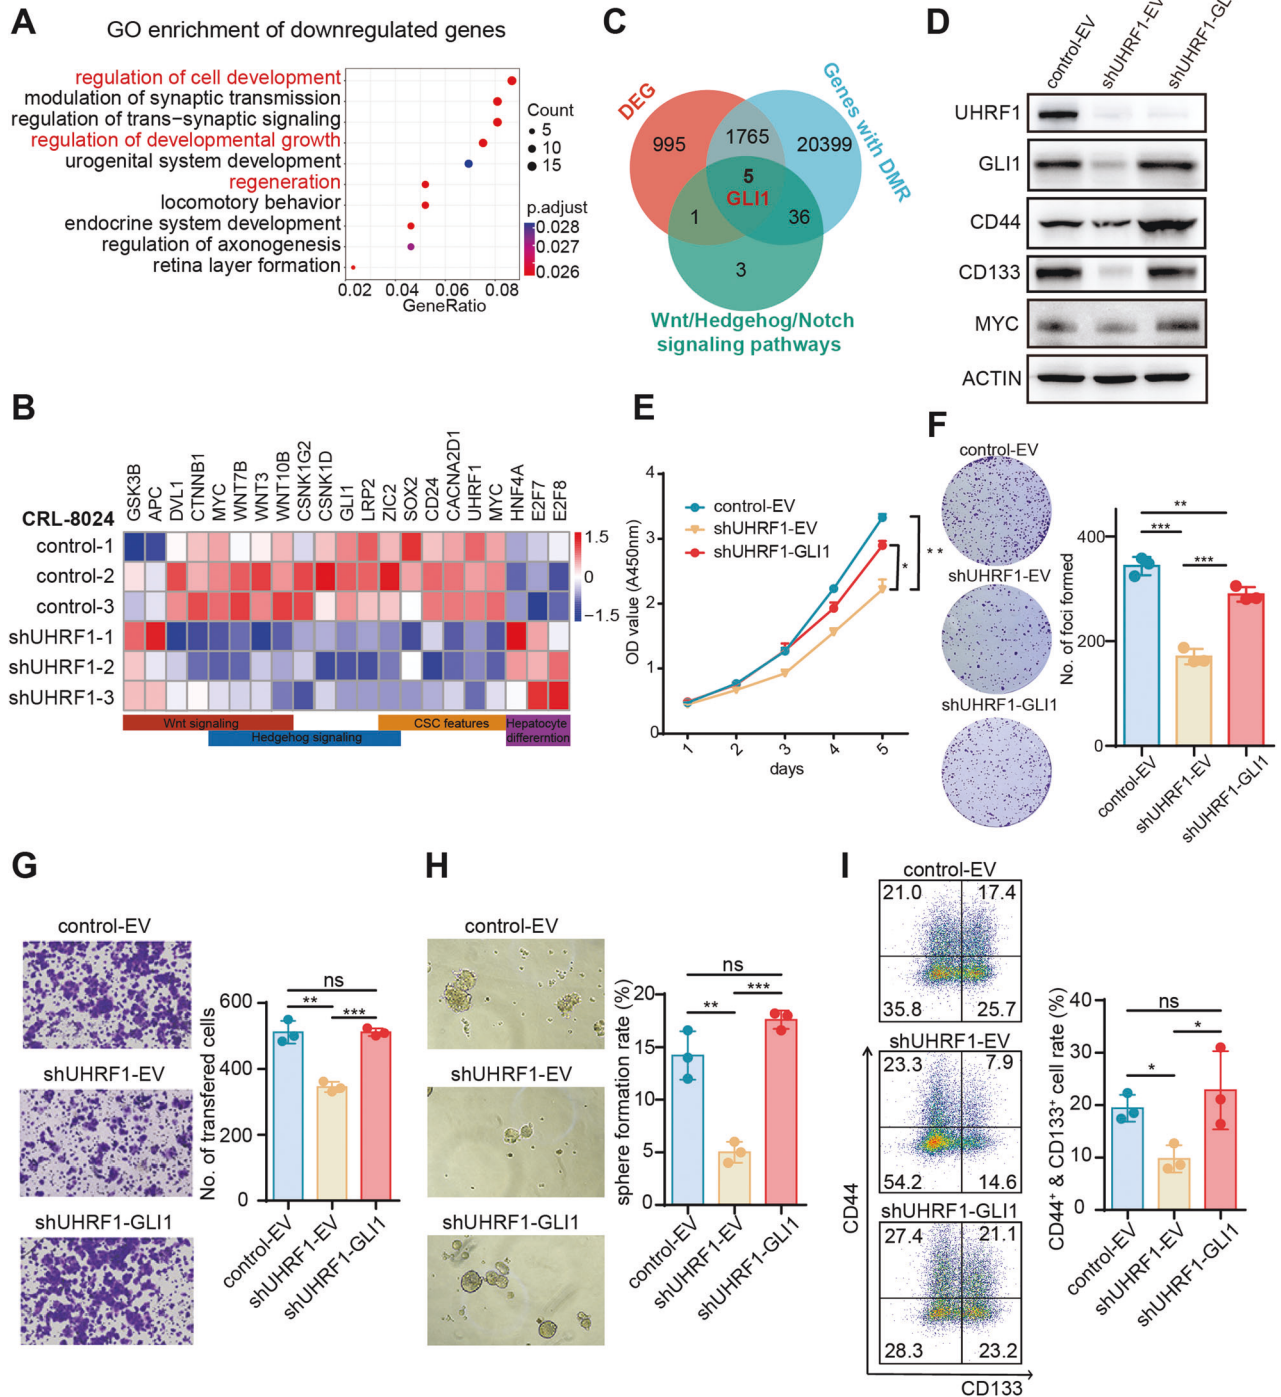 A
GO enrichment of downregulated genes
regulation of cell development
modulation of synaptic transmission
regulation of trans-synaptic signaling
regulation of developmental growth
urogenital system development
regeneration
locomotory behavior
endocrine system development
regulation of axonogenesis
retina layer formation
0.02 0.04 0.06 0.08
GeneRatio
Count
5
10
15
p.adjust
0.028
0.027
0.026
B
CRL-8024
GSK3B
APC
DVL1
CTNNB1
MYC
WNT7B
WNT3
WNT10B
CSNK1G2
CSNK1D
GLI1
LRP2
ZIC2
SOX2
CD24
CACNA2D1
UHRF1
MYC
HNF4A
E2F7
E2F8
control-1
control-2
control-3
shUHRF1-1
shUHRF1-2
shUHRF1-3
1.5
0
-1.5
Wnt signaling
Hedgehog signaling
CSC features
Hepatocyte
differerntion
C
DEG
Genes with DMR
995
1765
20399
5
GLI1
1
36
3
Wnt/Hedgehog/Notch
signaling pathways
D
control-EV
UHRF1
GLI1
CD44
CD133
MYC
ACTIN
E
OD value (A450nm)
4
3
2
1
0
control-EV
shUHRF1-EV
shUHRF1-GLI1
*
**
1 2 3 4 5
days
F
control-EV
shUHRF1-EV
shUHRF1-GLI1
No. of foci formed
400
200
0
**
***
***
control-EV
shUHRF1-EV
shUHRF1-GLI1
G
control-EV
shUHRF1-EV
shUHRF1-GLI1
No. of transfered cells
600
400
200
0
ns
**
***
control-EV
shUHRF1-EV
shUHRF1-GLI1
H
control-EV
shUHRF1-EV
shUHRF1-GLI1
sphere formation rate (%)
20
15
10
5
0
ns
**
***
control-EV
shUHRF1-EV
shUHRF1-GLI1
I
control-EV
21.0 17.4
35.8 25.7
shUHRF1-EV
23.3 7.9
54.2 14.6
shUHRF1-GLI1
27.4 21.1
28.3 23.2
CD44
CD133
CD44⁺ & CD133⁺ cell rate (%)
40
30
20
10
0
ns
*
*
control-EV
shUHRF1-EV
shUHRF1-GLI1